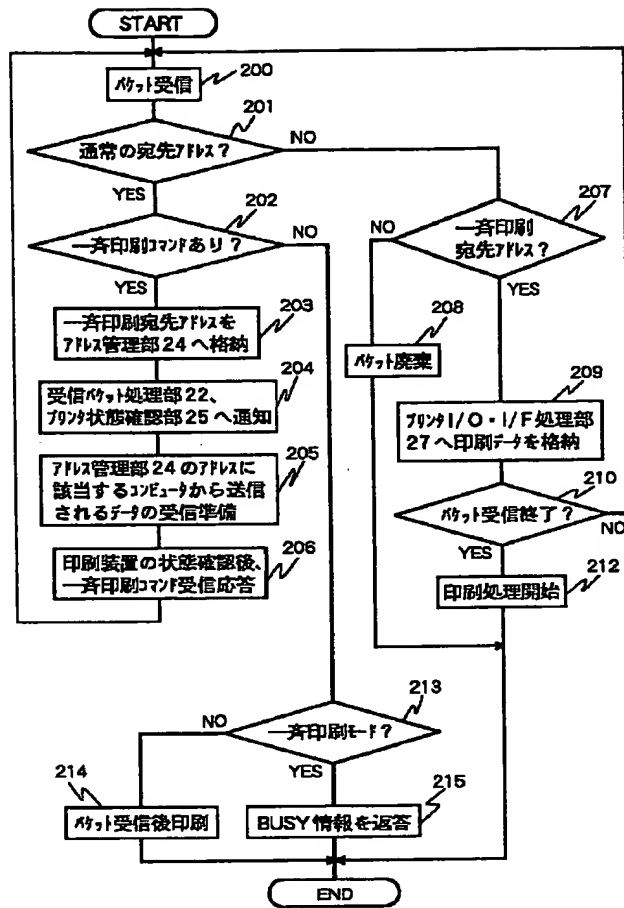 START
パケット受信
200
通常の宛先アドレス？
201
YES
NO
一斉印刷コマンドあり？
202
YES
NO
一斉印刷宛先アドレスを
アドレス管理部24へ格納
203
受信パケット処理部22、
プリンタ状態確認部25へ通知
204
アドレス管理部24のアドレスに
該当するコンピュータから送信
されるデータの受信準備
205
印刷装置の状態確認後、
一斉印刷コマンド受信応答
206
一斉印刷
宛先アドレス？
207
NO
YES
パケット廃棄
208
プリンタI/O・I/F処理部
27へ印刷データを格納
209
パケット受信終了？
210
NO
YES
印刷処理開始
212
一斉印刷モード？
213
NO
YES
パケット受信後印刷
214
BUSY情報を返答
215
END